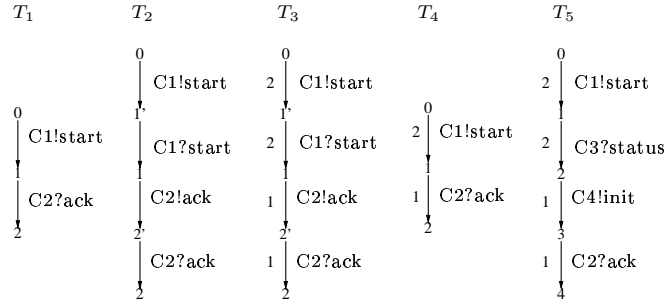 T1 T2 T3 T4 T5
0 0 0
C1!start 2 C1!start 2 C1!start
0 1' 1' 0 1
C1!start C1?start 2 C1?start 2 C1!start 2 C3?status
1 1 1 1 2
C2?ack C2!ack 1 C2!ack 1 C2?ack 1 C4!init
2 2' 2' 2 3
C2?ack 1 C2?ack 1 C2?ack
2 2 4